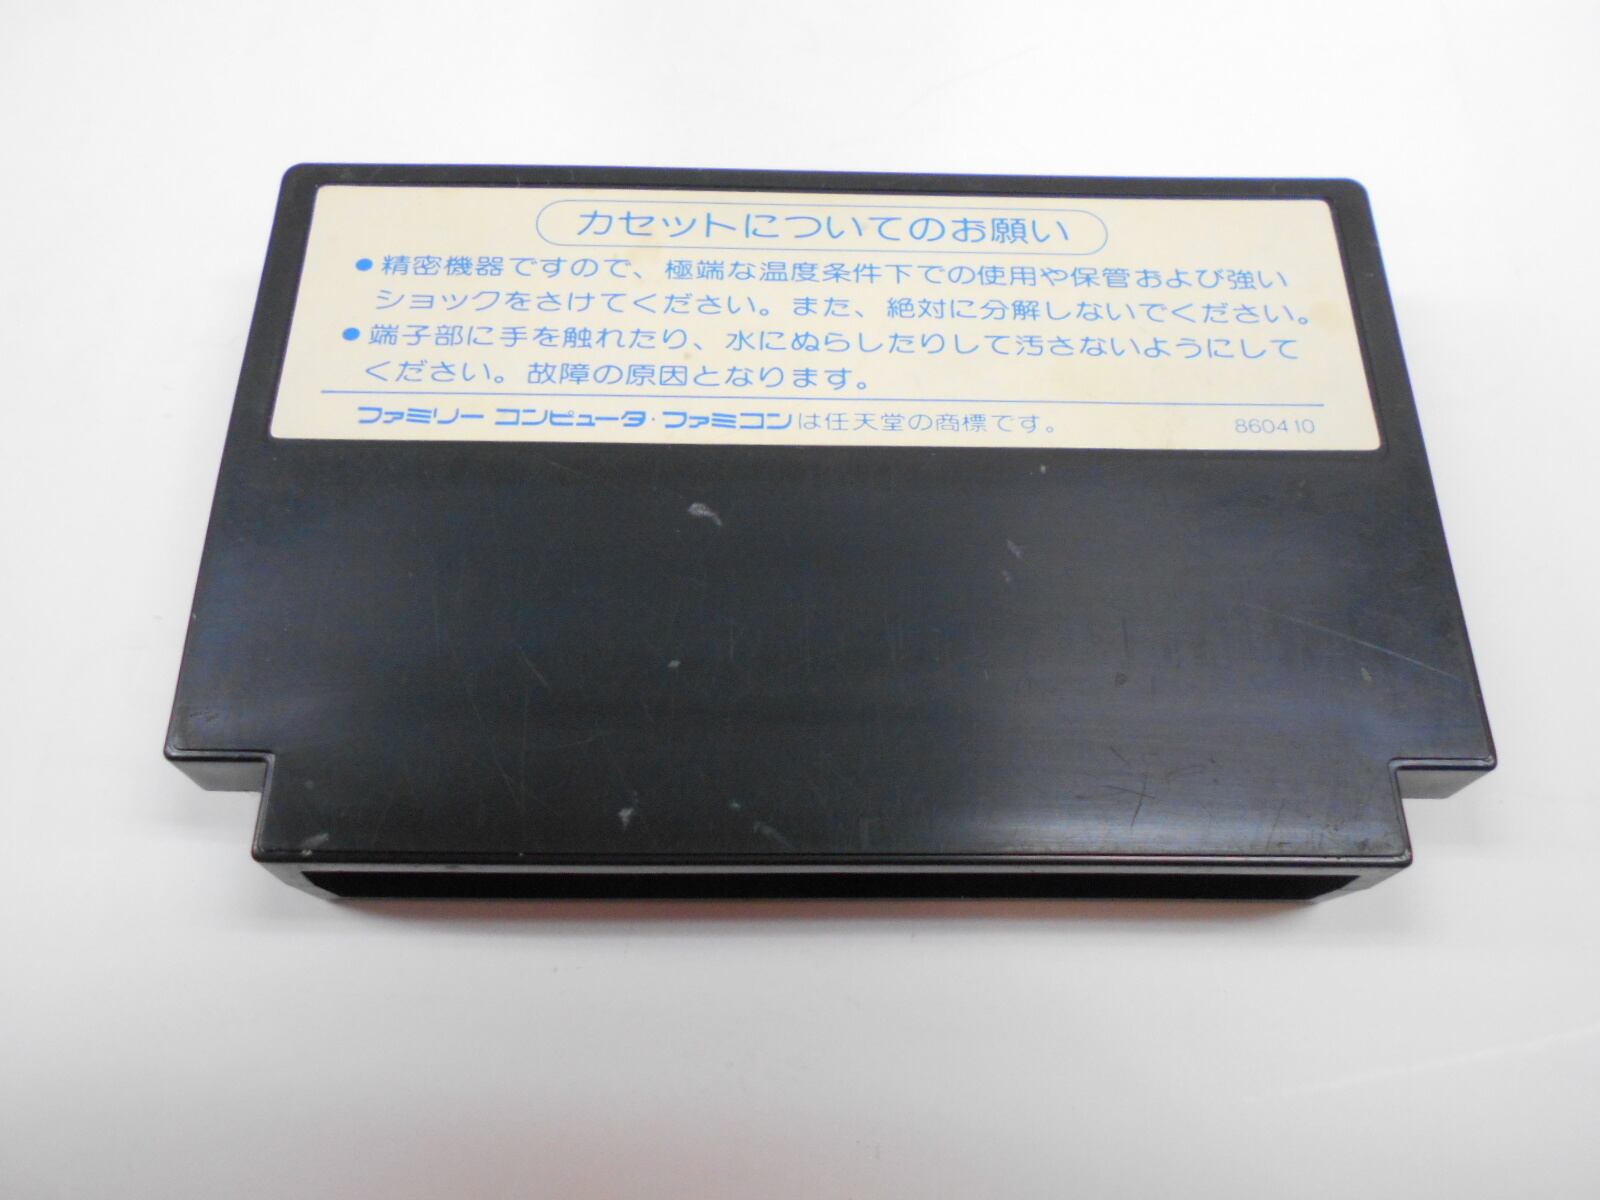 カセットについてのお願い
●精密機器ですので、極端な温度条件下での使用や保管および強い
ショックをさけてください。また、絶対に分解しないでください。
●端子部に手を触れたり、水にぬらしたりして汚さないようにして
ください。故障の原因となります。
ファミリー コンピュータ・ファミコンは任天堂の商標です。 860410